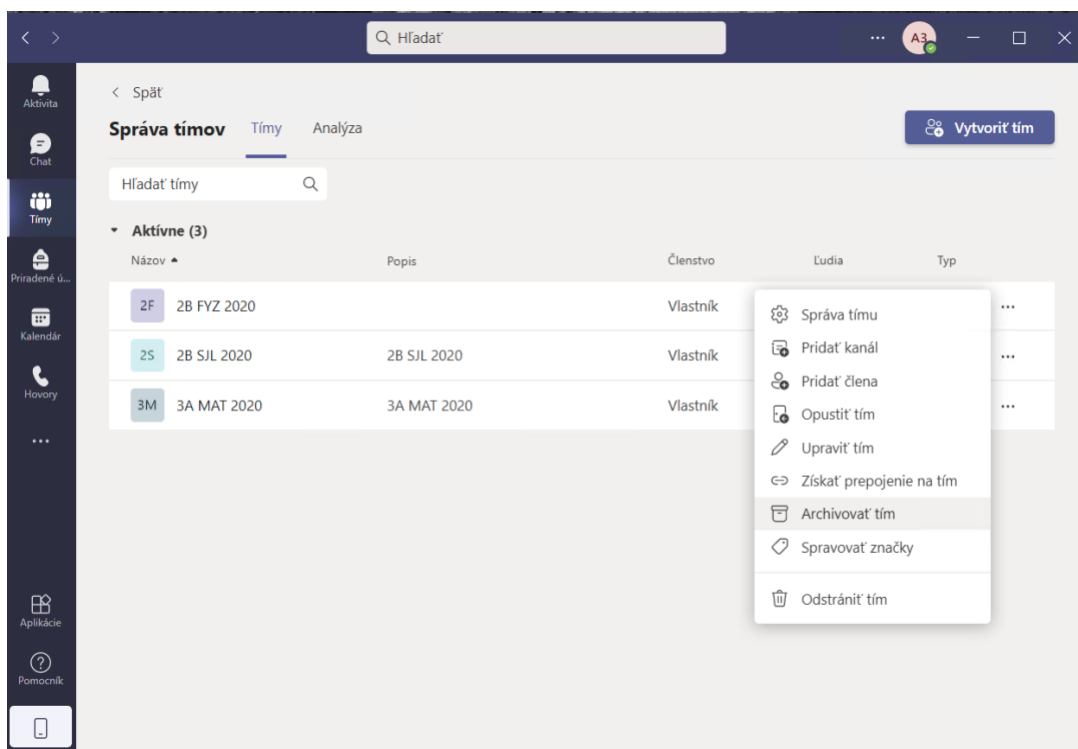 Hľadať
A3
Aktivita
Chat
Tímy
Priradené ú...
Kalendár
Hovory
Aplikácie
Pomocník
Späť
Správa tímov Tímy Analýza
Vytvoriť tím
Hľadať tímy
Aktívne (3)
Názov Popis Členstvo Ľudia Typ
2F 2B FYZ 2020 Vlastník
2S 2B SJL 2020 2B SJL 2020 Vlastník
3M 3A MAT 2020 3A MAT 2020 Vlastník
Správa tímu
Pridať kanál
Pridať člena
Opustiť tím
Upraviť tím
Získať prepojenie na tím
Archivovať tím
Spravovať značky
Odstrániť tím